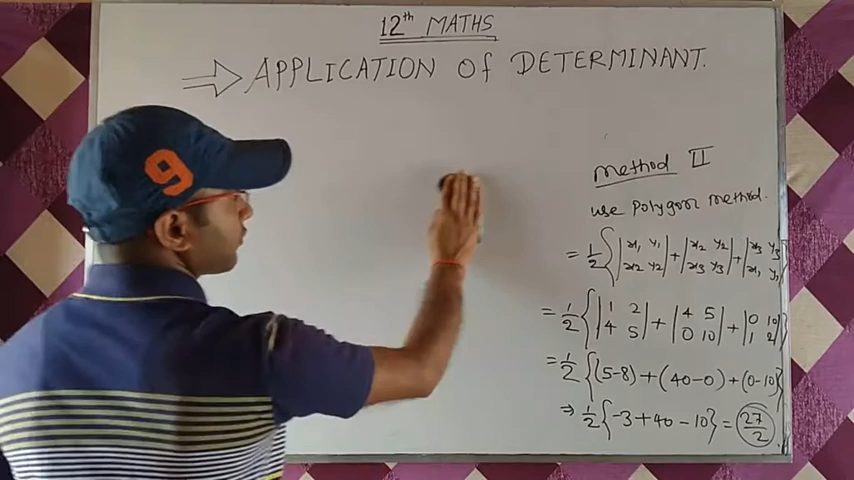 12th MATHS
⇒ APPLICATION OF DETERMINANT.
9
method II
use Polygon method.
= 1/2 { |x₁ y₁; x₂ y₂| + |x₂ y₂; x₃ y₃| + |x₃ y₃; x₁ y₁| }
= 1/2 { |1 2; 4 5| + |4 5; 0 10| + |0 10; 1 2| }
= 1/2 { (5-8) + (40-0) + (0-10) }
⇒ 1/2 { -3 + 40 - 10 } = 27/2